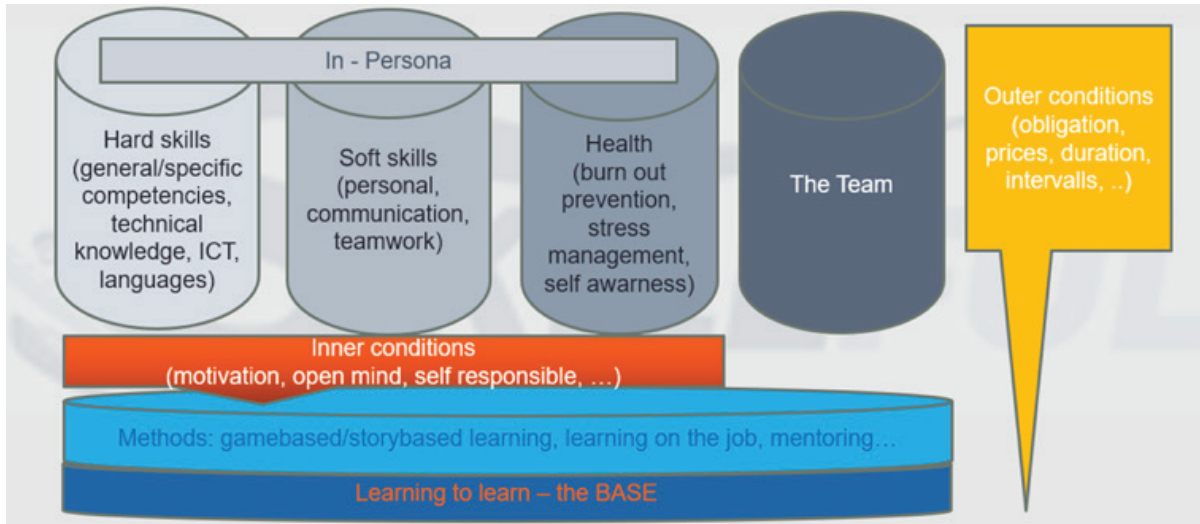 In - Persona
Hard skills
(general/specific
competencies,
technical
knowledge, ICT,
languages)
Soft skills
(personal,
communication,
teamwork)
Health
(burn out
prevention,
stress
management,
self awarness)
The Team
Outer conditions
(obligation,
prices, duration,
intervalls, ..)
Inner conditions
(motivation, open mind, self responsible, …)
Methods: gamebased/storybased learning, learning on the job, mentoring…
Learning to learn – the BASE